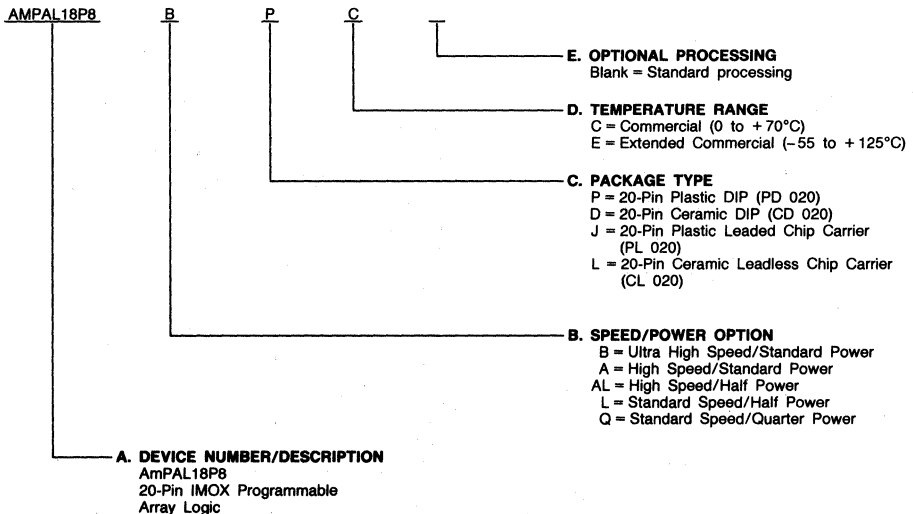 AMPAL18P8 B P C
E. OPTIONAL PROCESSING
Blank = Standard processing
D. TEMPERATURE RANGE
C = Commercial (0 to +70°C)
E = Extended Commercial (−55 to +125°C)
C. PACKAGE TYPE
P = 20-Pin Plastic DIP (PD 020)
D = 20-Pin Ceramic DIP (CD 020)
J = 20-Pin Plastic Leaded Chip Carrier
(PL 020)
L = 20-Pin Ceramic Leadless Chip Carrier
(CL 020)
B. SPEED/POWER OPTION
B = Ultra High Speed/Standard Power
A = High Speed/Standard Power
AL = High Speed/Half Power
L = Standard Speed/Half Power
Q = Standard Speed/Quarter Power
A. DEVICE NUMBER/DESCRIPTION
AmPAL18P8
20-Pin IMOX Programmable
Array Logic